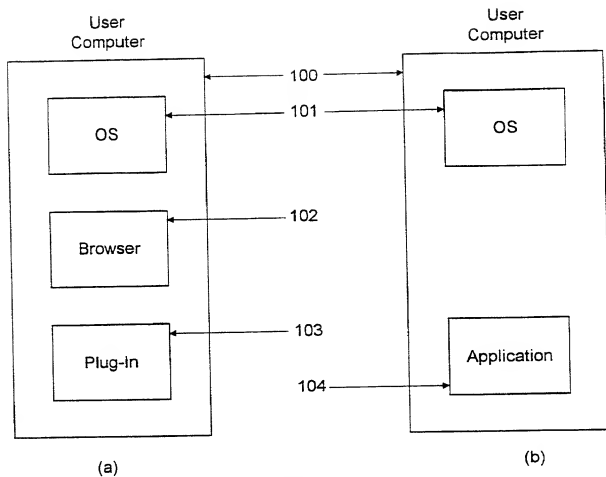 User
Computer
User
Computer
100
OS
101
OS
Browser
102
Plug-In
103
Application
104
(a)
(b)